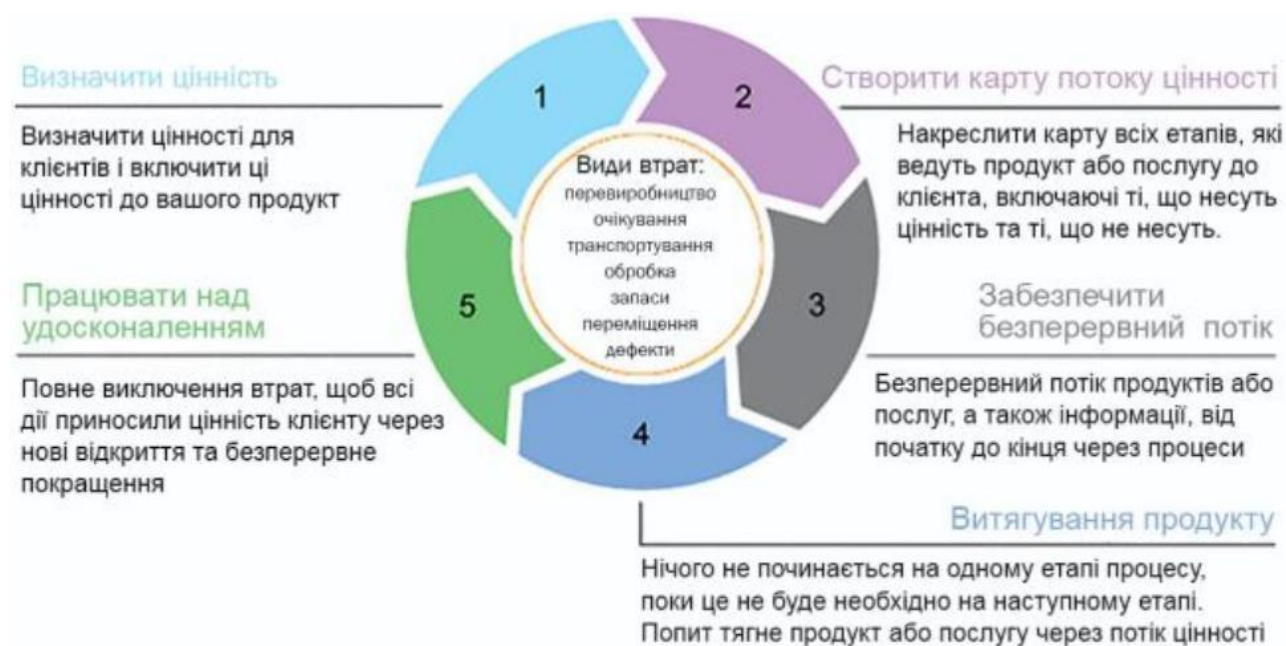 Визначити цінність
Визначити цінності для
клієнтів і включити ці
цінності до вашого продукт
1
2
Створити карту потоку цінності
Накреслити карту всіх етапів, які
ведуть продукт або послугу до
клієнта, включаючі ті, що несуть
цінність та ті, що не несуть.
Види втрат:
перевиробництво
очікування
транспортування
обробка
запаси
переміщення
дефекти
3
Забезпечити
безперервний потік
Безперервний потік продуктів або
послуг, а також інформації, від
початку до кінця через процеси
4
Витягування продукту
Нічого не починається на одному етапі процесу,
поки це не буде необхідно на наступному етапі.
Попит тягне продукт або послугу через потік цінності
5
Працювати над
удосконаленням
Повне виключення втрат, щоб всі
дії приносили цінність клієнту через
нові відкриття та безперервне
покращення